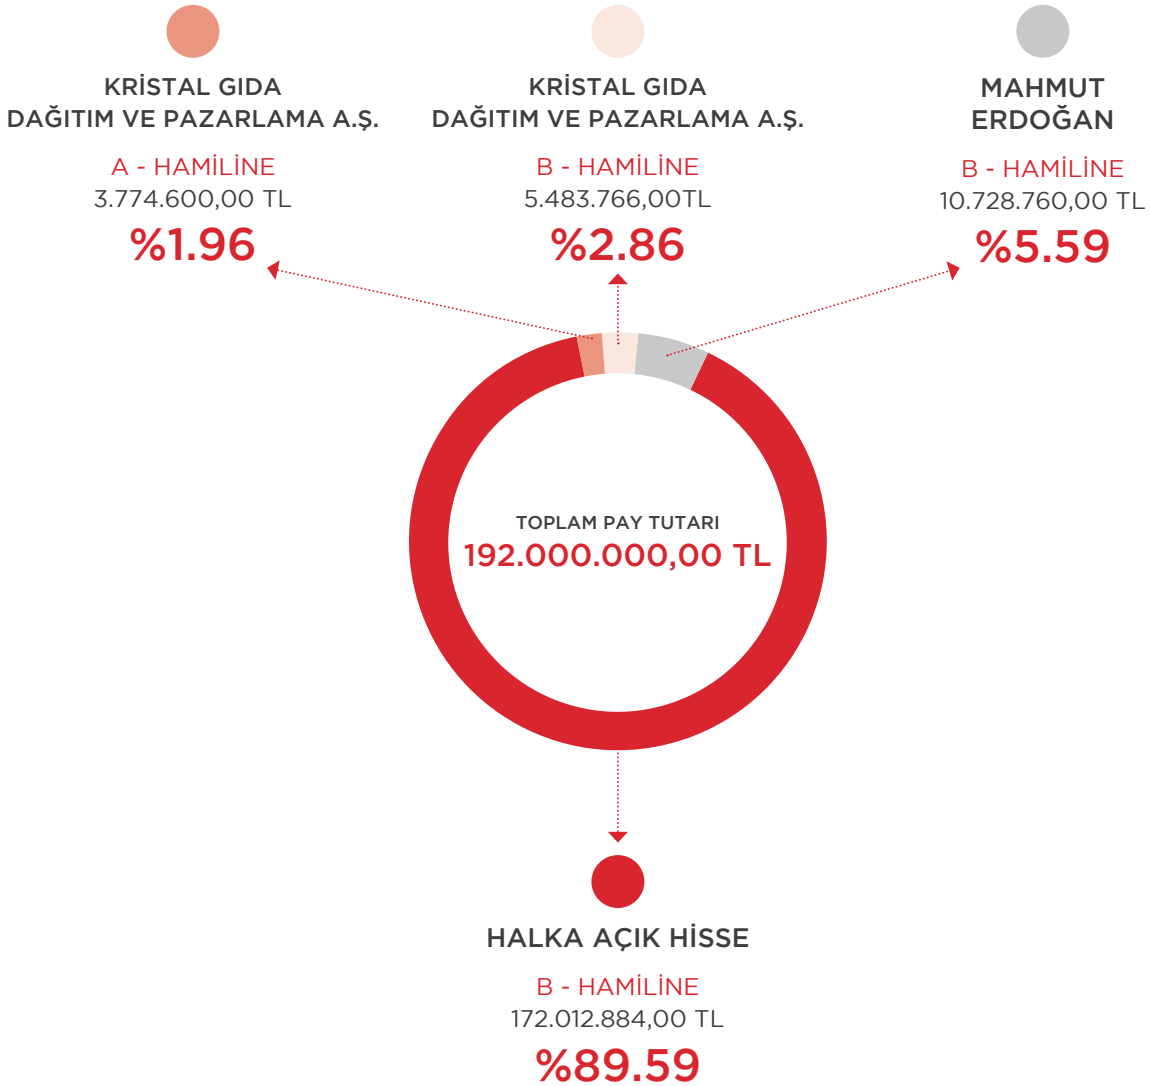 KRİSTAL GIDA
DAĞITIM VE PAZARLAMA A.Ş.
A - HAMİLİNE
3.774.600,00 TL
%1.96
KRİSTAL GIDA
DAĞITIM VE PAZARLAMA A.Ş.
B - HAMİLİNE
5.483.766,00TL
%2.86
MAHMUT
ERDOĞAN
B - HAMİLİNE
10.728.760,00 TL
%5.59
TOPLAM PAY TUTARI
192.000.000,00 TL
HALKA AÇIK HİSSE
B - HAMİLİNE
172.012.884,00 TL
%89.59